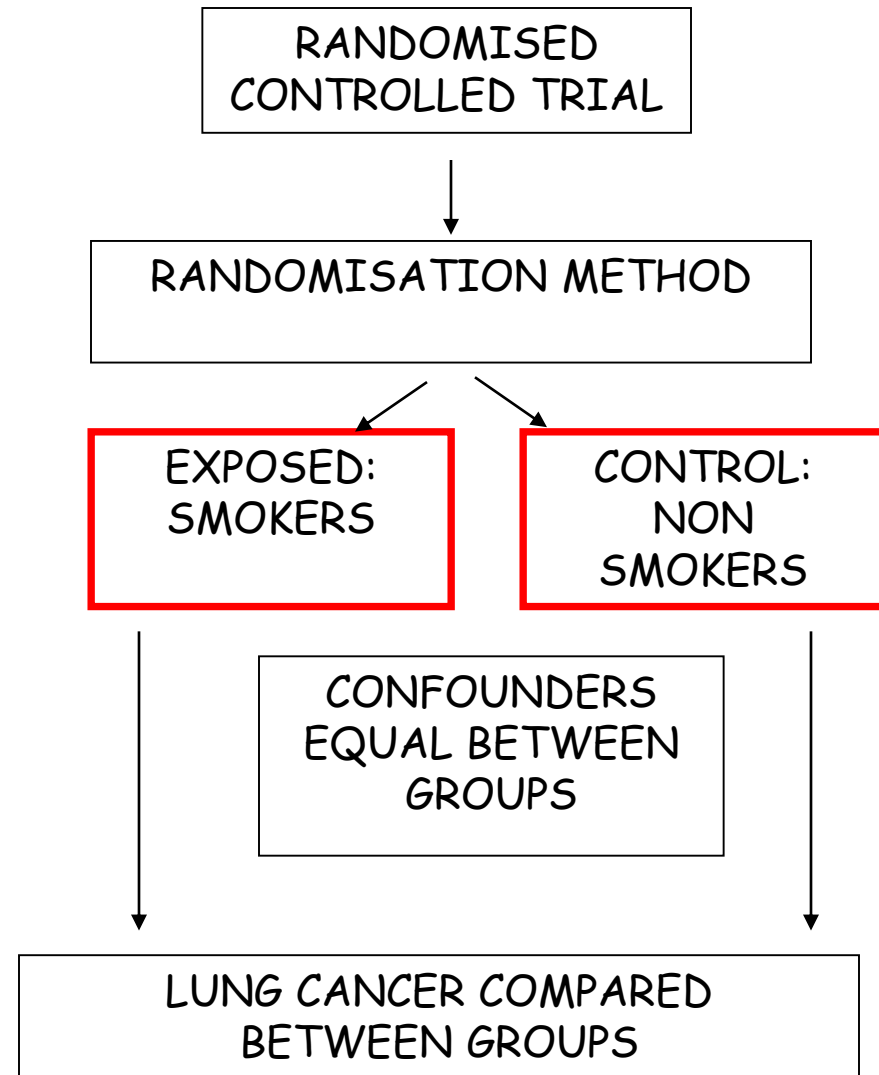 RANDOMISED
CONTROLLED TRIAL
RANDOMISATION METHOD
EXPOSED:
SMOKERS
CONTROL:
NON
SMOKERS
CONFOUNDERS
EQUAL BETWEEN
GROUPS
LUNG CANCER COMPARED
BETWEEN GROUPS